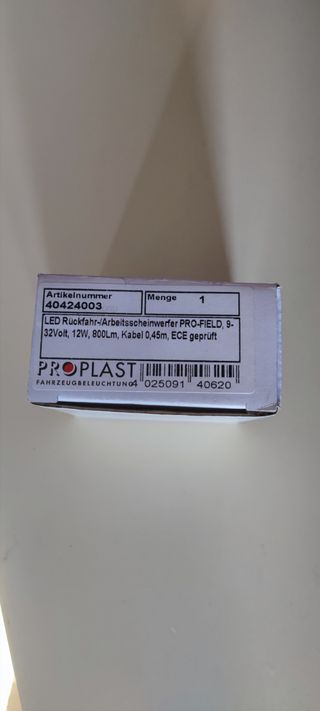 Artikelnummer
40424003
Menge 1
LED Rückfahr-/Arbeitsscheinwerfer PRO-FIELD, 9-
32Volt, 12W, 800Lm, Kabel 0,45m, ECE geprüft
PROPLAST
FAHRZEUGBELEUCHTUNG
4 025091 40620